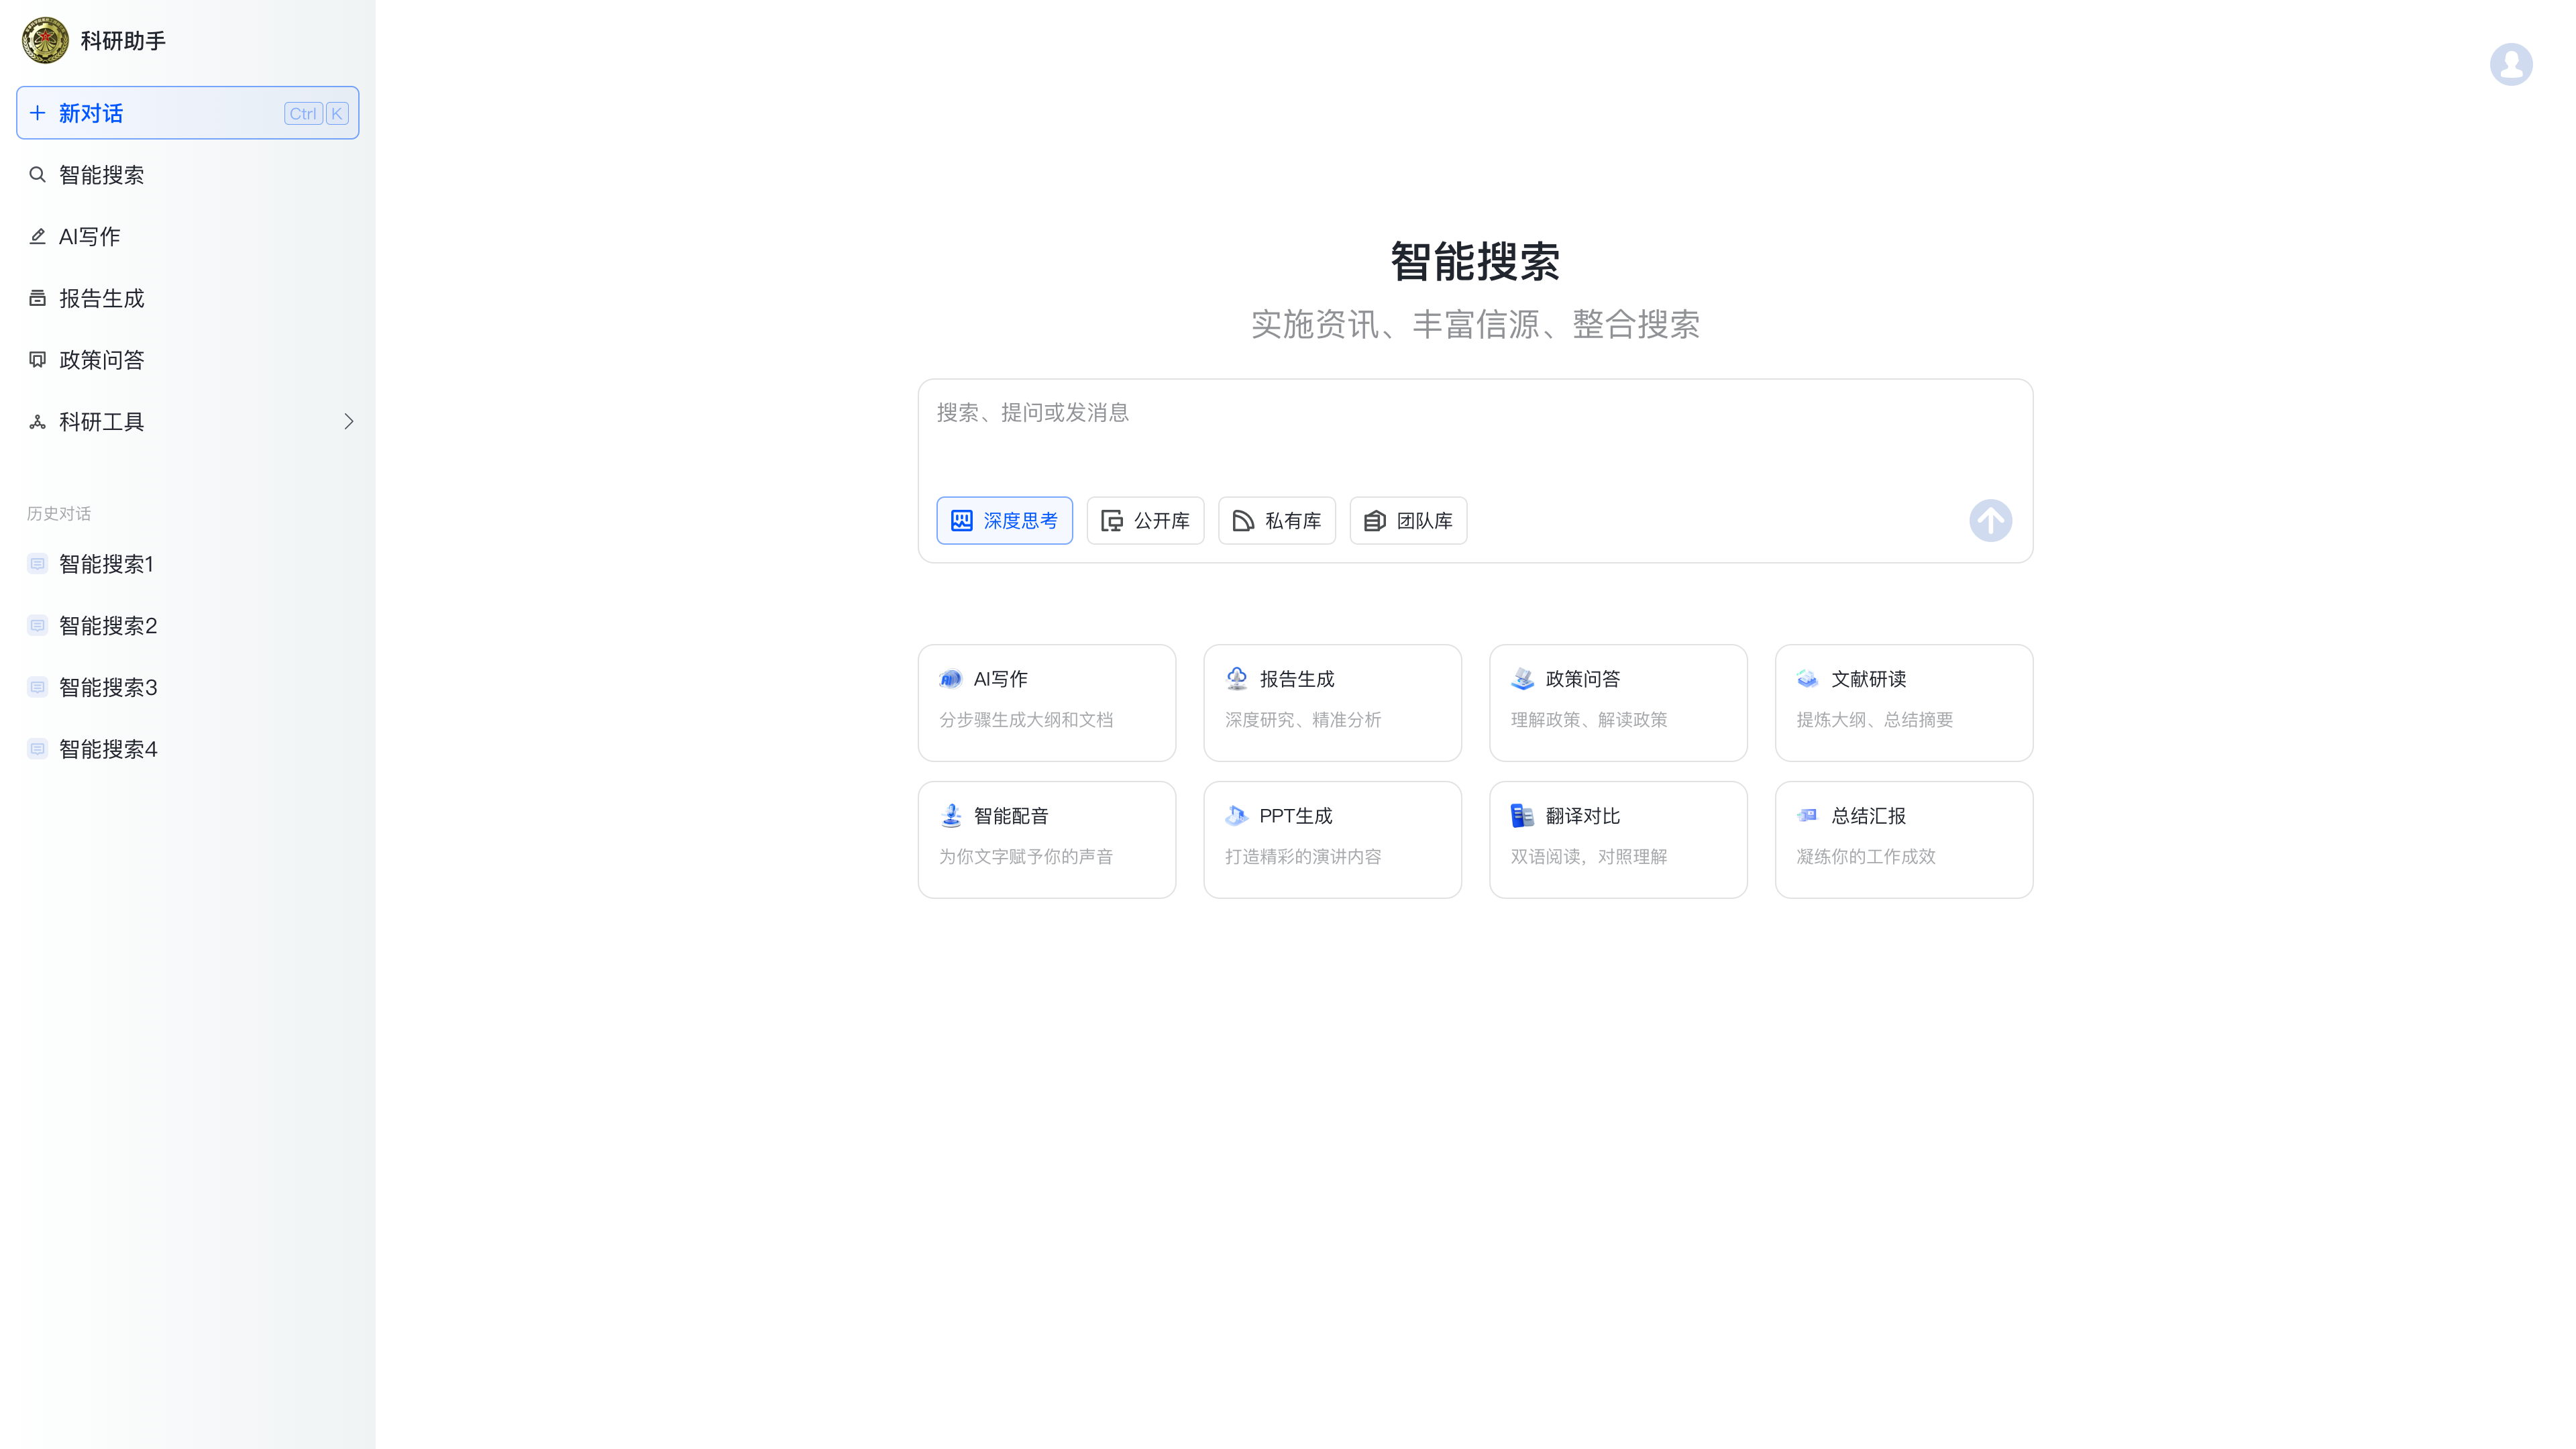 科研助手
新对话 Ctrl K
智能搜索
AI写作
报告生成
政策问答
科研工具
历史对话
智能搜索1
智能搜索2
智能搜索3
智能搜索4
智能搜索
实施资讯、丰富信源、整合搜索
搜索、提问或发消息
深度思考 公开库 私有库 团队库
AI写作
分步骤生成大纲和文档
报告生成
深度研究、精准分析
政策问答
理解政策、解读政策
文献研读
提炼大纲、总结摘要
智能配音
为你文字赋予你的声音
PPT生成
打造精彩的演讲内容
翻译对比
双语阅读，对照理解
总结汇报
凝练你的工作成效